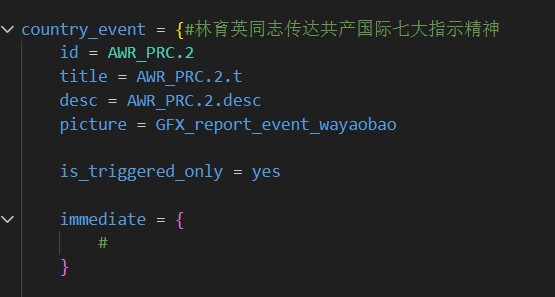 country_event = {#林育英同志传达共产国际七大指示精神
id = AWR_PRC.2
title = AWR_PRC.2.t
desc = AWR_PRC.2.desc
picture = GFX_report_event_wayaobao
is_triggered_only = yes
immediate = {
#
}